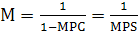 M = 1/(1−MPC) = 1/MPS